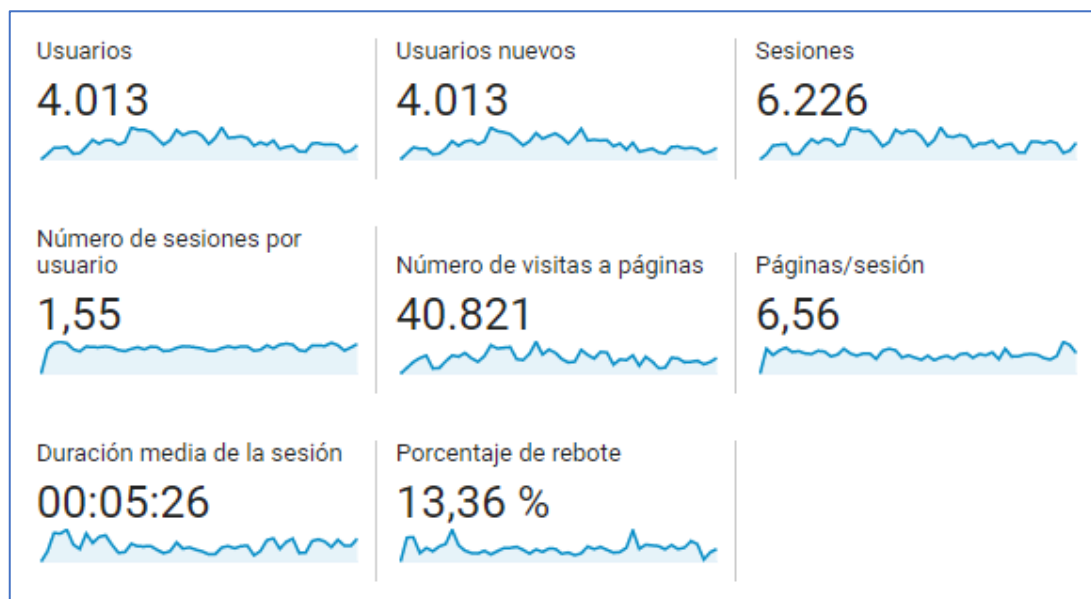 Usuarios
4.013
Usuarios nuevos
4.013
Sesiones
6.226
Número de sesiones por
usuario
1,55
Número de visitas a páginas
40.821
Páginas/sesión
6,56
Duración media de la sesión
00:05:26
Porcentaje de rebote
13,36 %